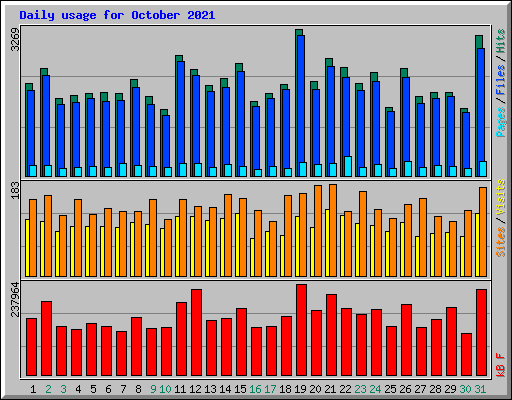 Daily usage for October 2021
3269
183
237964
Pages / Files / Hits
Sites / Visits
kB F
1 2 3 4 5 6 7 8 9 10 11 12 13 14 15 16 17 18 19 20 21 22 23 24 25 26 27 28 29 30 31